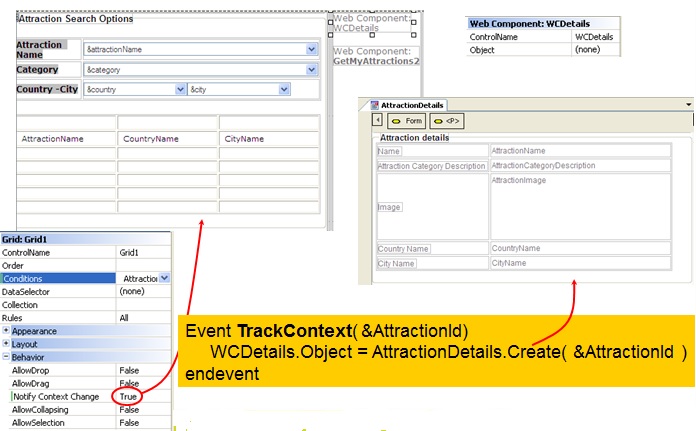 Attraction Search Options
Attraction Name
&attractionName
Category
&category
Country -City
&country
&city
AttractionName
CountryName
CityName
Web Component:
WCDetails
Web Component:
GetMyAttractions2
Web Component: WCDetails
ControlName
WCDetails
Object
(none)
AttractionDetails
Form
<P>
Attraction details
Name
AttractionName
Attraction Category Description
AttractionCategoryDescription
Image
AttractionImage
Country Name
CountryName
City Name
CityName
Grid: Grid1
ControlName
Grid1
Order
Conditions
Attractio
DataSelector
(none)
Collection
Rules
All
Appearance
Layout
Behavior
AllowDrop
False
AllowDrag
False
Notify Context Change
True
AllowCollapsing
False
AllowSelection
False
Event TrackContext( &AttractionId)
WCDetails.Object = AttractionDetails.Create( &AttractionId )
endevent